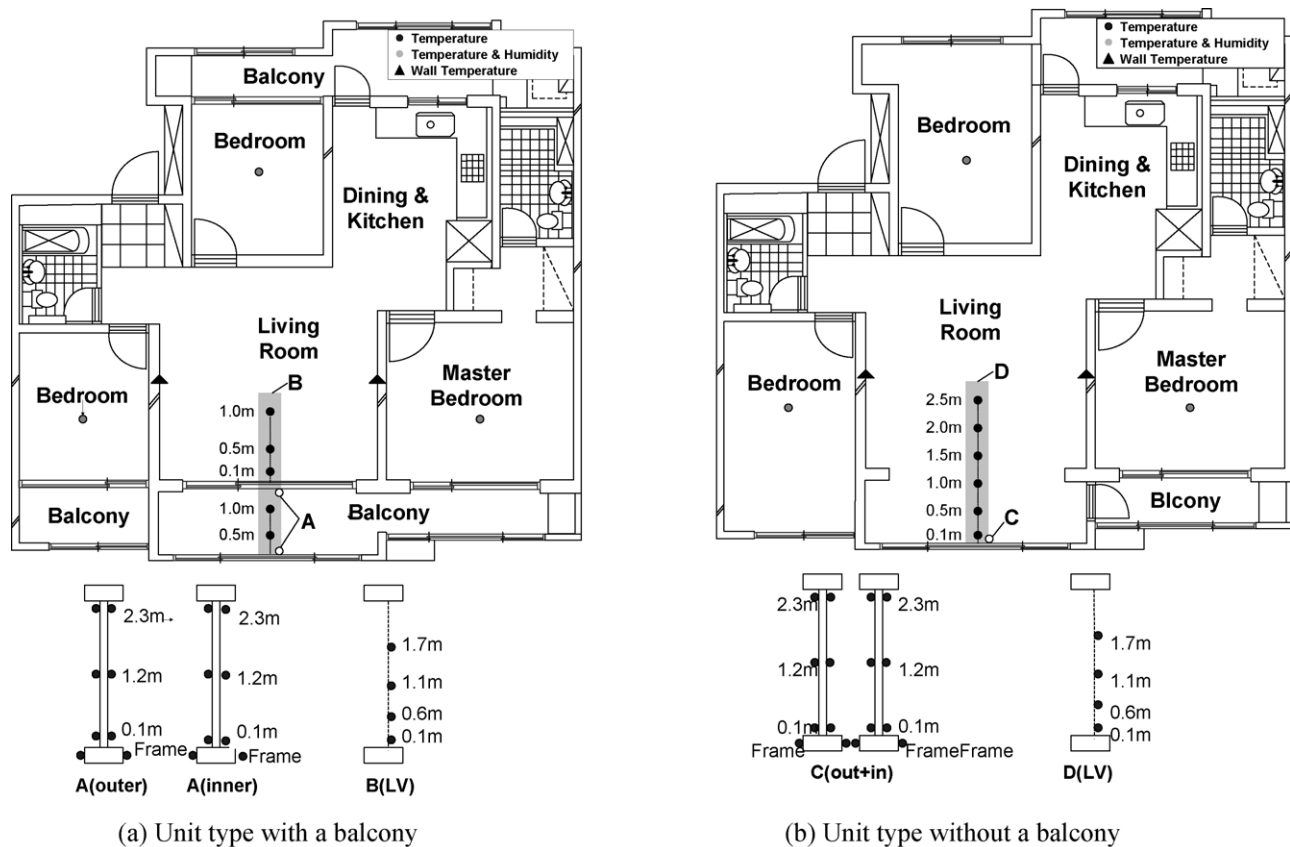 Temperature
Temperature & Humidity
Wall Temperature
Balcony
Bedroom
Dining &
Kitchen
Living
Room
B
Master
Bedroom
Bedroom
1.0m
0.5m
0.1m
1.0m
0.5m
A
Balcony
Balcony
2.3m
1.2m
0.1m
Frame
A(outer)
2.3m
1.2m
0.1m
Frame
A(inner)
1.7m
1.1m
0.6m
0.1m
B(LV)
(a) Unit type with a balcony
Temperature
Temperature & Humidity
Wall Temperature
Bedroom
Dining &
Kitchen
Living
Room
D
Master
Bedroom
Bedroom
2.5m
2.0m
1.5m
1.0m
0.5m
0.1m
C
Blcony
2.3m
1.2m
0.1m
Frame
2.3m
1.2m
0.1m
FrameFrame
C(out+in)
1.7m
1.1m
0.6m
0.1m
D(LV)
(b) Unit type without a balcony